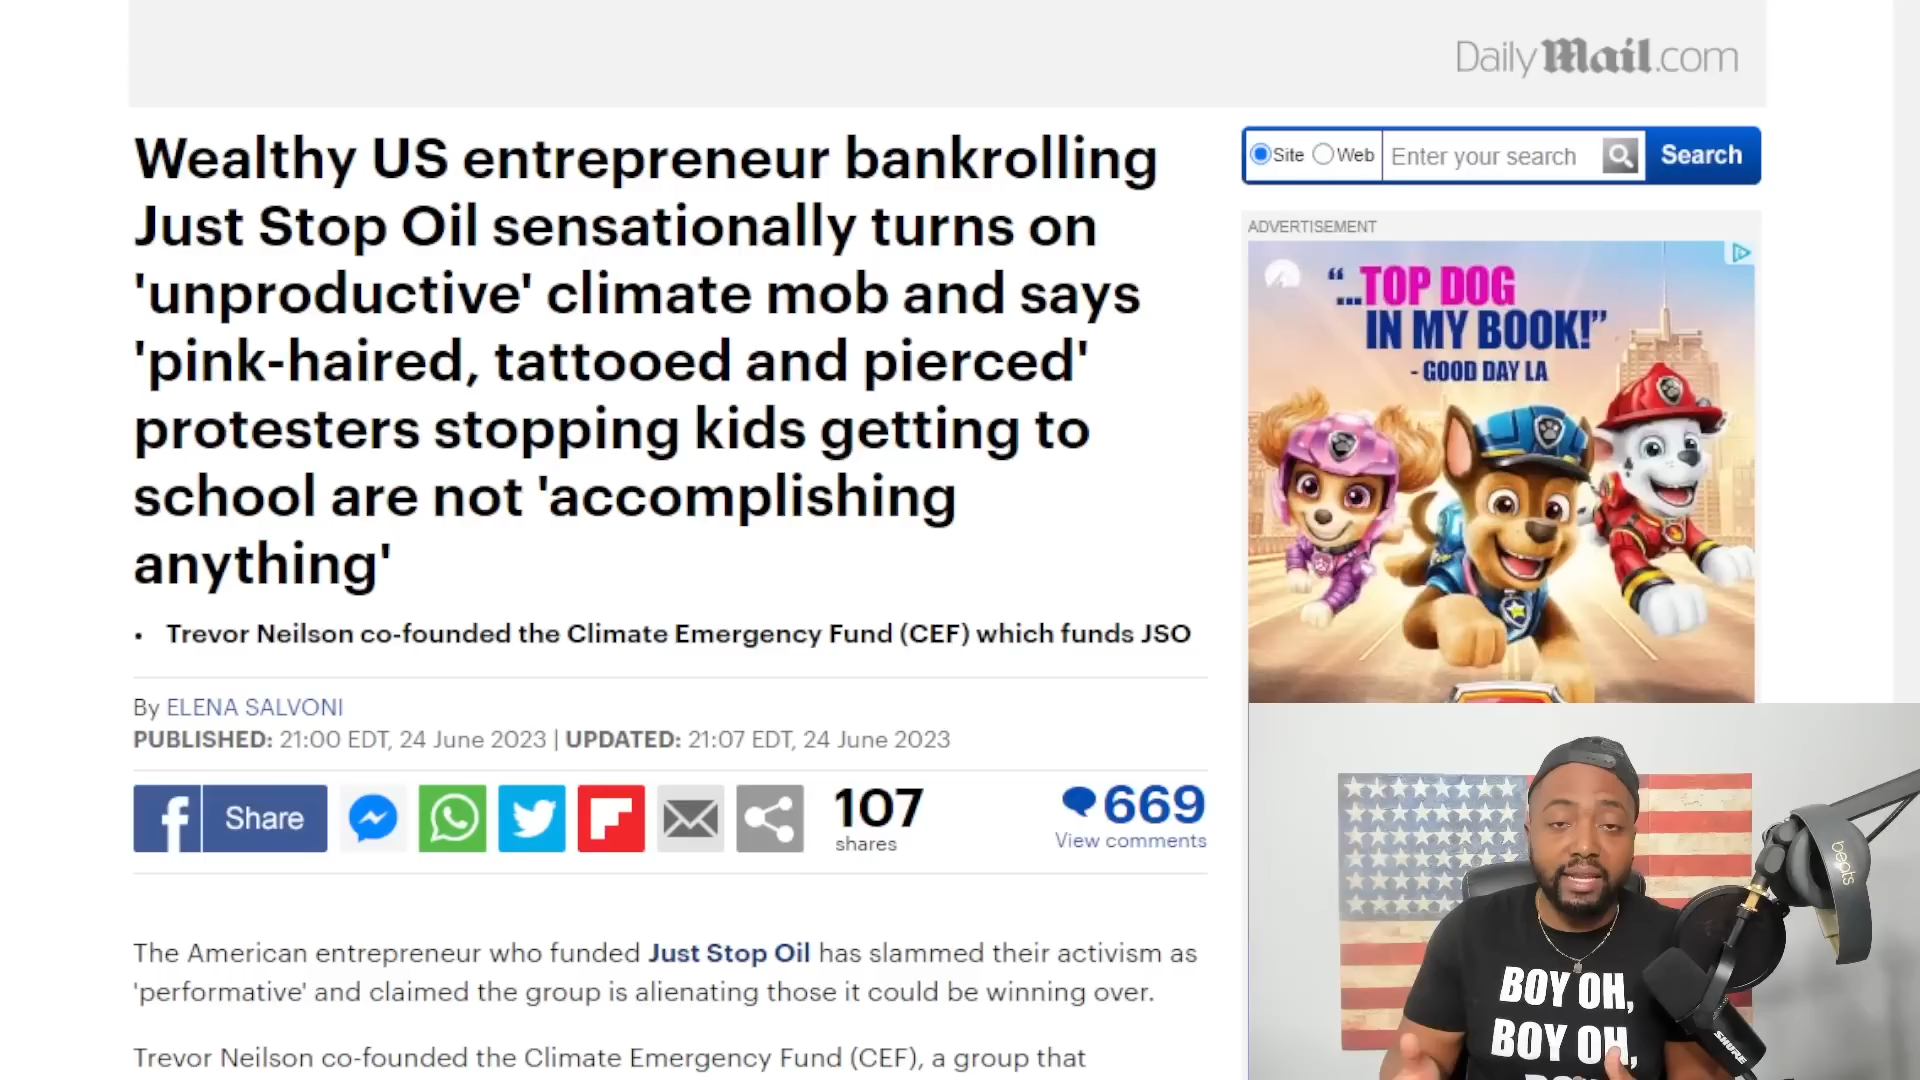 DailyMail.com
Wealthy US entrepreneur bankrolling
Just Stop Oil sensationally turns on
'unproductive' climate mob and says
'pink-haired, tattooed and pierced'
protesters stopping kids getting to
school are not 'accomplishing
anything'
• Trevor Neilson co-founded the Climate Emergency Fund (CEF) which funds JSO
By ELENA SALVONI
PUBLISHED: 21:00 EDT, 24 June 2023 | UPDATED: 21:07 EDT, 24 June 2023
f Share
107
shares
669
View comments
The American entrepreneur who funded Just Stop Oil has slammed their activism as
'performative' and claimed the group is alienating those it could be winning over.
Trevor Neilson co-founded the Climate Emergency Fund (CEF), a group that
Site Web Enter your search Search
ADVERTISEMENT
“...TOP DOG
IN MY BOOK!”
- GOOD DAY LA
beats
SHURE
BOY OH,
BOY OH,